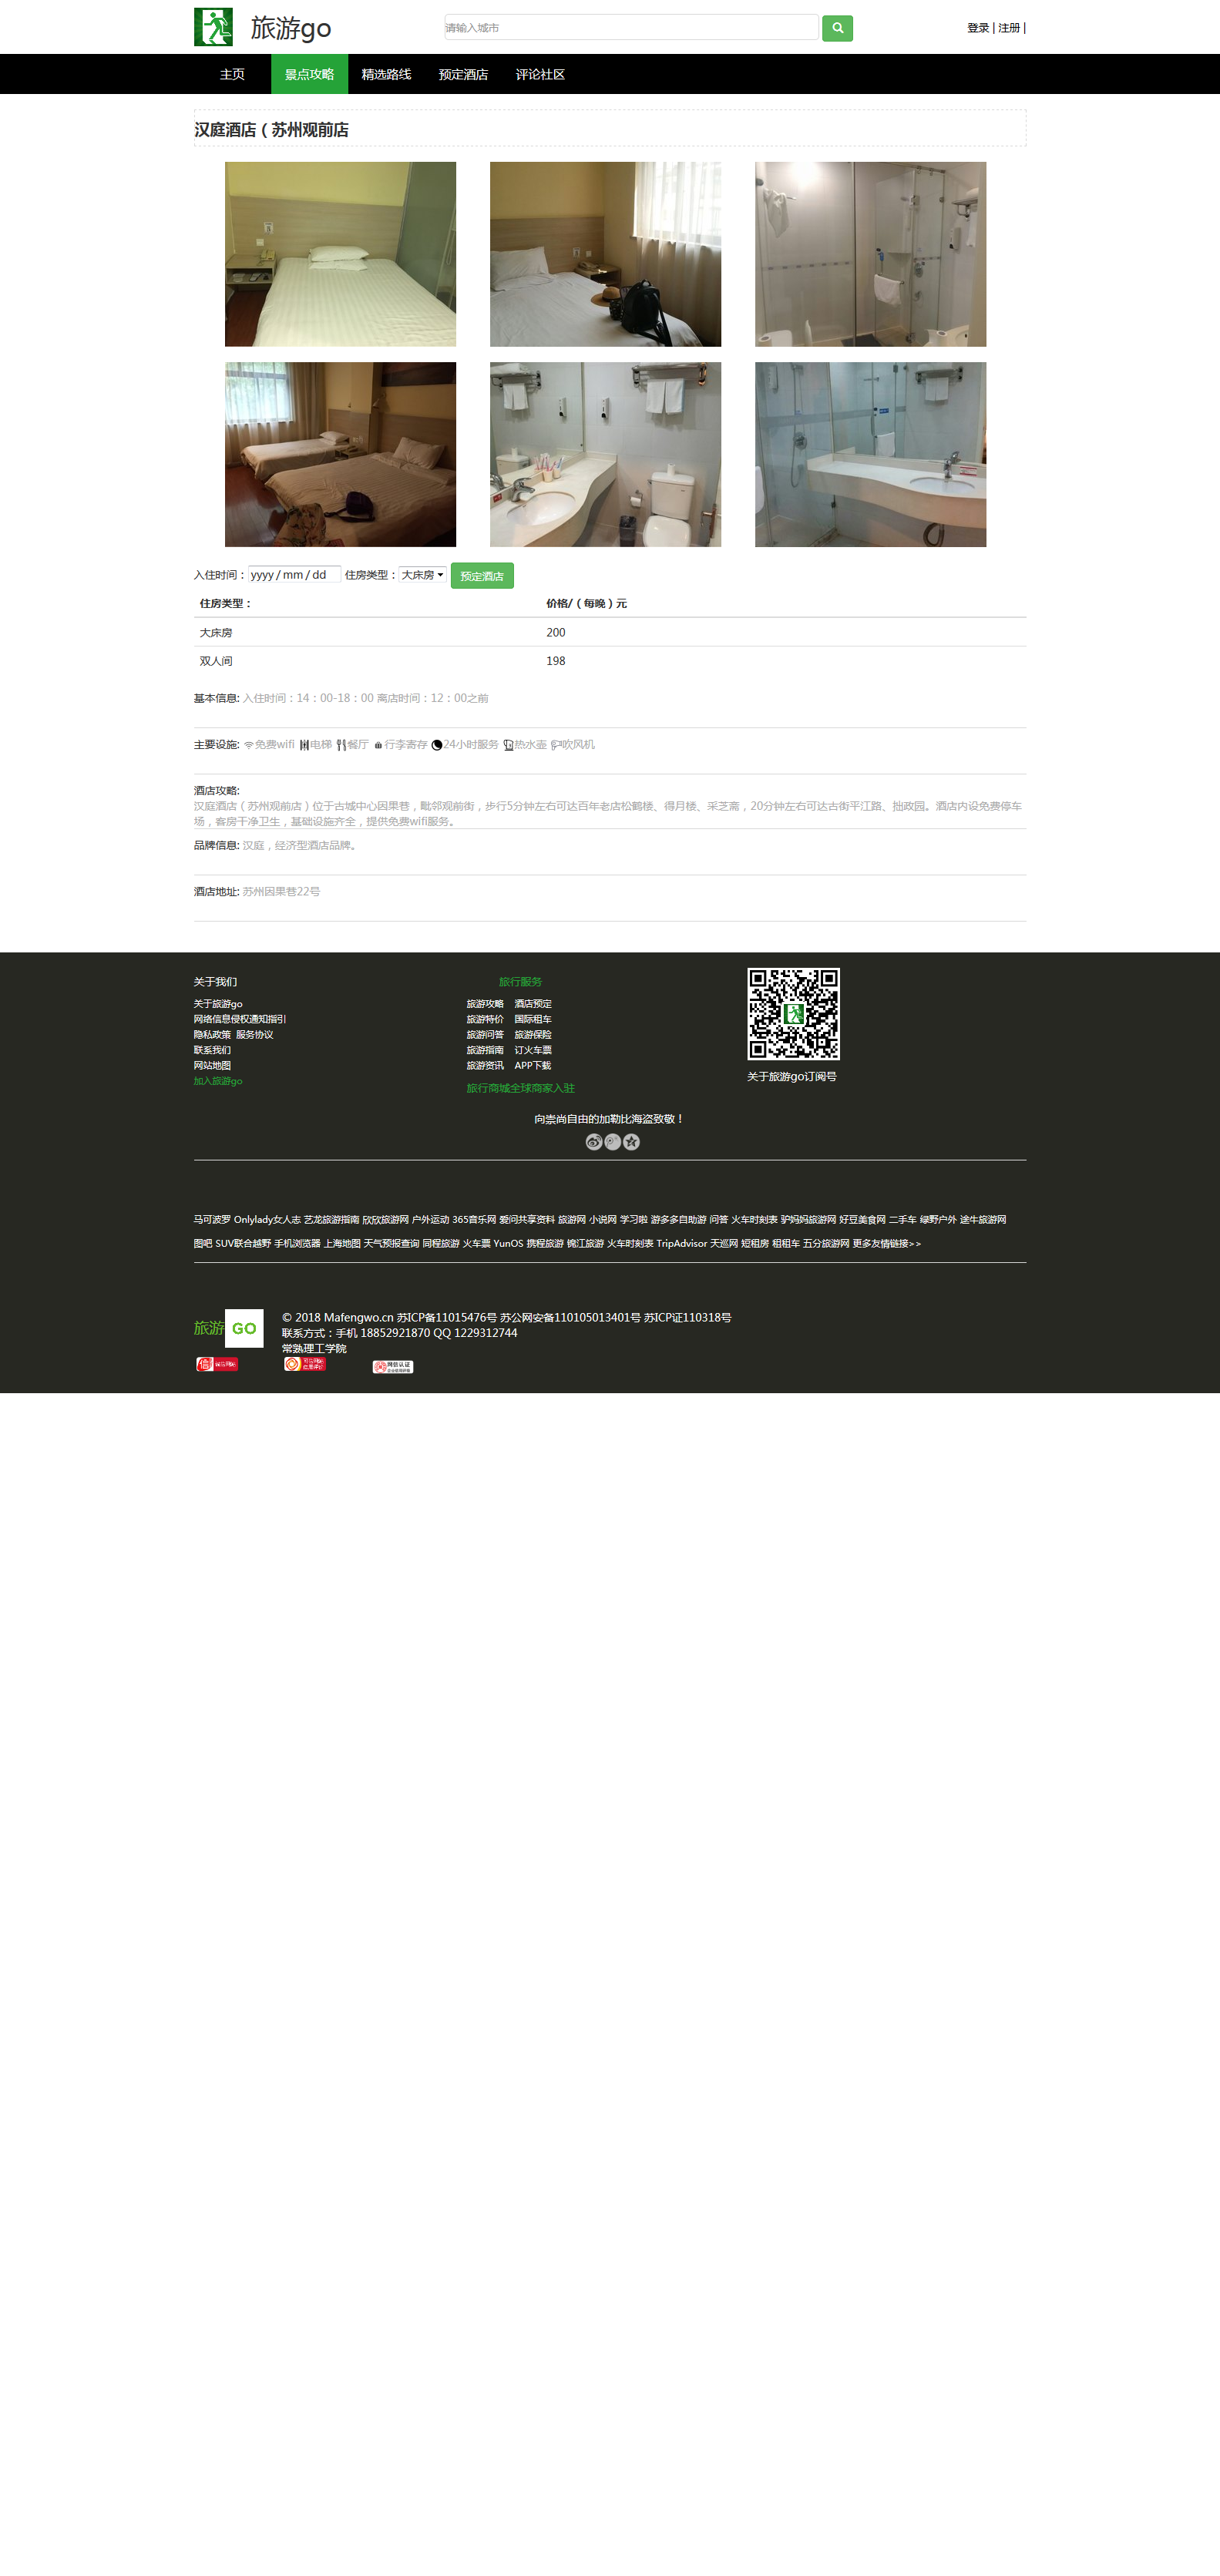 旅游go
请输入城市
登录 | 注册 |
主页 景点攻略 精选路线 预定酒店 评论社区
汉庭酒店（苏州观前店
入住时间：yyyy/mm/dd 住房类型：大床房 预定酒店
住房类型： 价格/（每晚）元
大床房 200
双人间 198
基本信息: 入住时间：14：00-18：00 离店时间：12：00之前
主要设施: 免费wifi 电梯 餐厅 行李寄存 24小时服务 热水壶 吹风机
酒店攻略:
汉庭酒店（苏州观前店）位于古城中心因果巷，毗邻观前街，步行5分钟左右可达百年老店松鹤楼、得月楼、采芝斋，20分钟左右可达古街平江路、拙政园。酒店内设免费停车
场，客房干净卫生，基础设施齐全，提供免费wifi服务。
品牌信息: 汉庭，经济型酒店品牌。
酒店地址: 苏州因果巷22号
关于我们
关于旅游go
网络信息侵权通知指引
隐私政策 服务协议
联系我们
网站地图
加入旅游go
旅行服务
旅游攻略 酒店预定
旅游特价 国际租车
旅游问答 旅游保险
旅游指南 订火车票
旅游资讯 APP下载
旅行商城全球商家入驻
关于旅游go订阅号
向崇尚自由的加勒比海盗致敬！
马可波罗 Onlylady女人志 艺龙旅游指南 欣欣旅游网 户外运动 365音乐网 爱问共享资料 旅游网 小说网 学习啦 游多多自助游 问答 火车时刻表 驴妈妈旅游网 好豆美食网 二手车 绿野户外 途牛旅游网
图吧 SUV联合越野 手机浏览器 上海地图 天气预报查询 同程旅游 火车票 YunOS 携程旅游 锦江旅游 火车时刻表 TripAdvisor 天巡网 短租房 租租车 五分旅游网 更多友情链接>>
旅游 GO
© 2018 Mafengwo.cn 苏ICP备11015476号 苏公网安备110105013401号 苏ICP证110318号
联系方式：手机 18852921870 QQ 1229312744
常熟理工学院